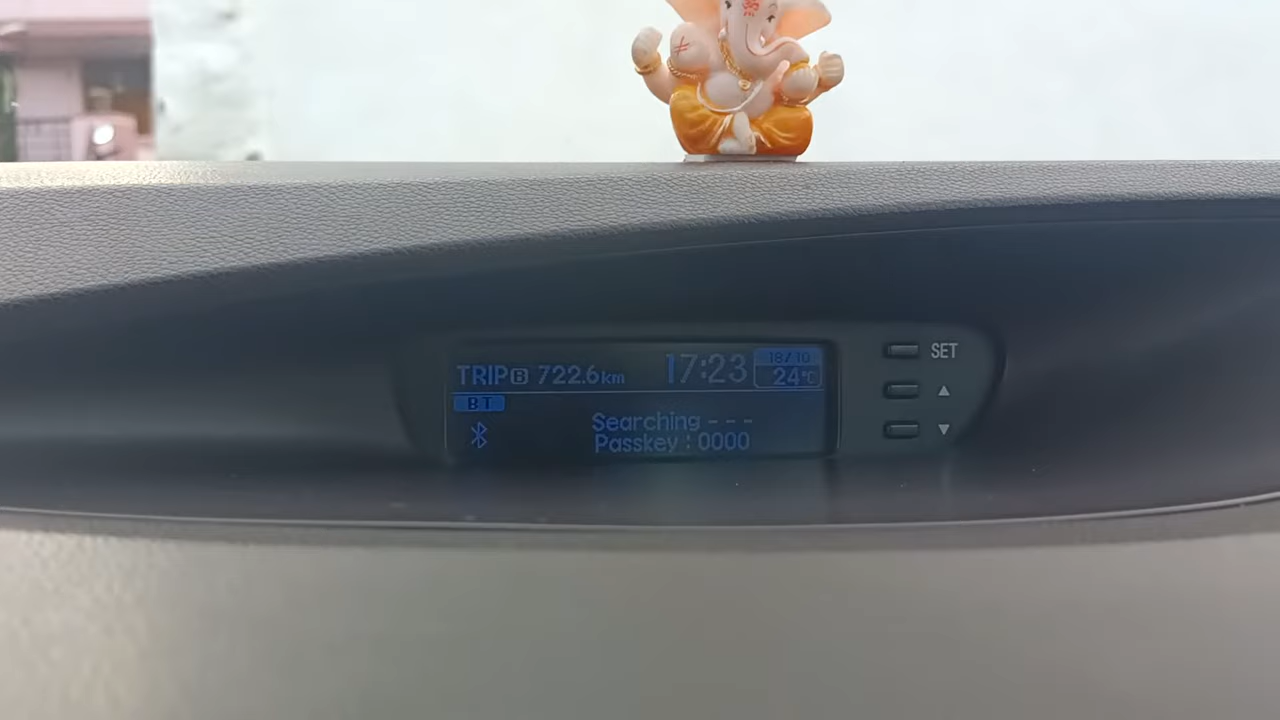 TRIP B 722.6km 17:23 18/10
24°C
BT
Searching - - -
Passkey : 0000
SET
▲
▼